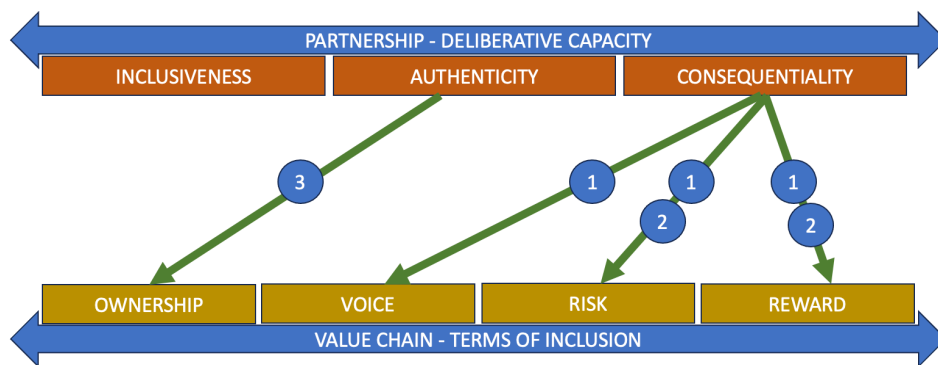 PARTNERSHIP - DELIBERATIVE CAPACITY
INCLUSIVENESS
AUTHENTICITY
CONSEQUENTIALITY
3
1
1
1
2
2
OWNERSHIP
VOICE
RISK
REWARD
VALUE CHAIN - TERMS OF INCLUSION